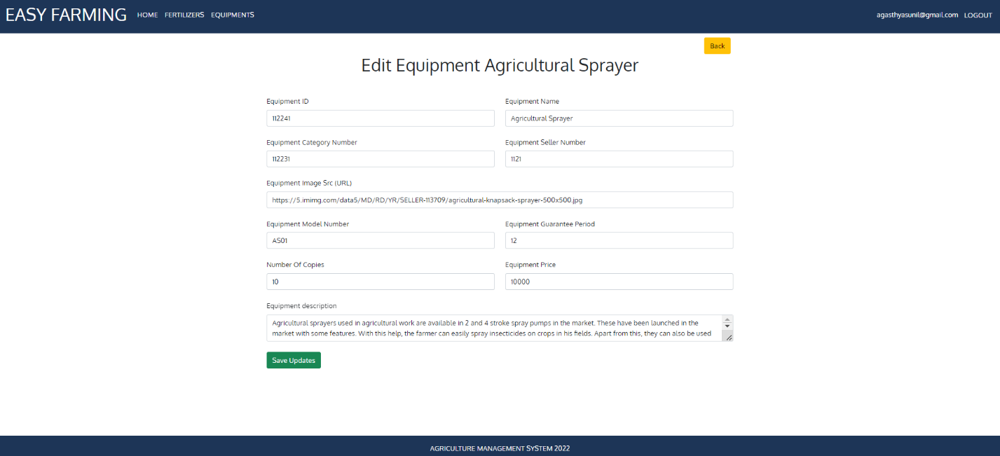 EASY FARMING HOME FERTILIZERS EQUIPMENTS agasthyasunil@gmail.com LOGOUT
Back
Edit Equipment Agricultural Sprayer
Equipment ID Equipment Name
112241 Agricultural Sprayer
Equipment Category Number Equipment Seller Number
112231 1121
Equipment Image Src (URL)
https://5.imimg.com/data5/MD/RD/YR/SELLER-113709/agricultural-knapsack-sprayer-500x500.jpg
Equipment Model Number Equipment Guarantee Period
AS01 12
Number Of Copies Equipment Price
10 10000
Equipment description
Agricultural sprayers used in agricultural work are available in 2 and 4 stroke spray pumps in the market. These have been launched in the
market with some features. With this help, the farmer can easily spray insecticides on crops in his fields. Apart from this, they can also be used
Save Updates
AGRICULTURE MANAGEMENT SYSTEM 2022